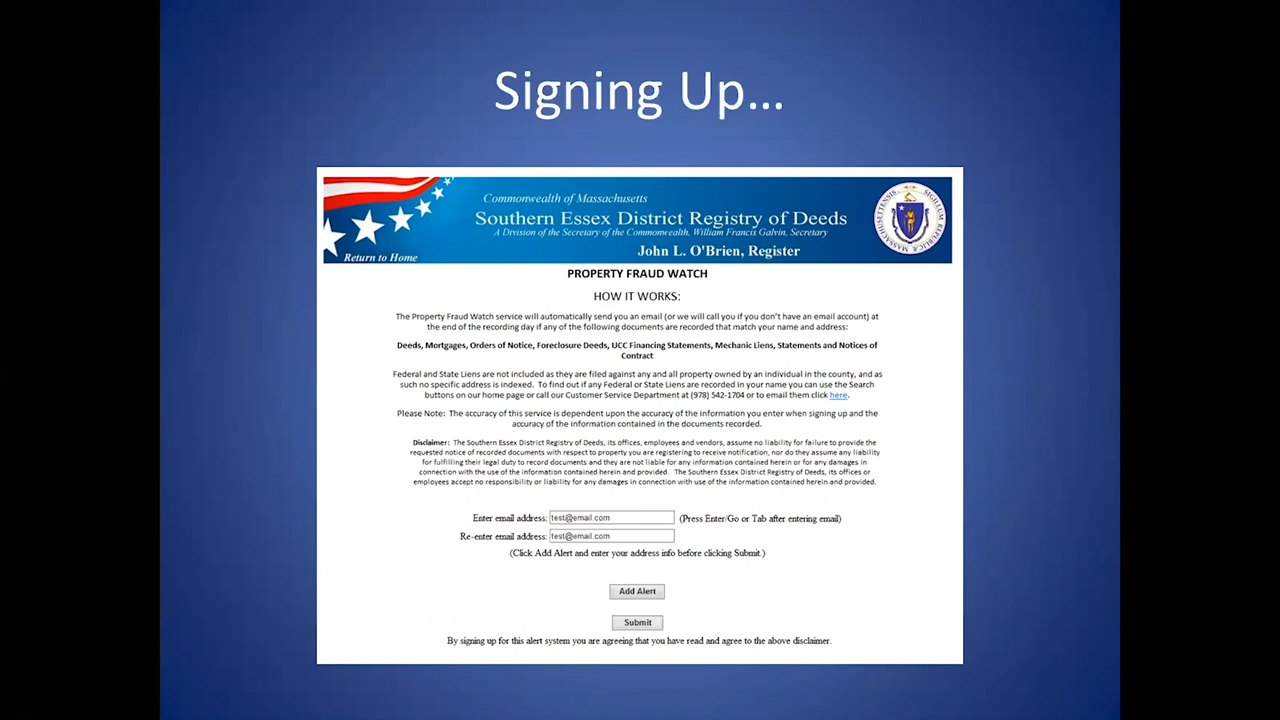 Signing Up...
Commonwealth of Massachusetts
Southern Essex District Registry of Deeds
A Division of the Secretary of the Commonwealth, William Francis Galvin, Secretary
John L. O'Brien, Register
Return to Home
PROPERTY FRAUD WATCH
HOW IT WORKS:
The Property Fraud Watch service will automatically send you an email (or we will call you if you don't have an email account) at
the end of the recording day if any of the following documents are recorded that match your name and address:
Deeds, Mortgages, Orders of Notice, Foreclosure Deeds, UCC Financing Statements, Mechanic Liens, Statements and Notices of
Contract
Federal and State Liens are not included as they are filed against any and all property owned by an individual in the county, and as
such no specific address is indexed. To find out if any Federal or State Liens are recorded in your name you can use the Search
buttons on our home page or call our Customer Service Department at (978) 542-1704 or to email them click here.
Please Note: The accuracy of this service is dependent upon the accuracy of the information you enter when signing up and the
accuracy of the information contained in the documents recorded.
Disclaimer: The Southern Essex District Registry of Deeds, its offices, employees and vendors, assume no liability for failure to provide the
requested notice of recorded documents with respect to property you are registering to receive notification, nor do they assume any liability
for fulfilling their legal duty to record documents and they are not liable for any information contained herein or for any damages in
connection with the use of the information contained herein and provided. The Southern Essex District Registry of Deeds, its offices or
employees accept no responsibility or liability for any damages in connection with use of the information contained herein and provided.
Enter email address: test@email.com (Press Enter/Go or Tab after entering email)
Re-enter email address: test@email.com
(Click Add Alert and enter your address info before clicking Submit.)
Add Alert
Submit
By signing up for this alert system you are agreeing that you have read and agree to the above disclaimer.